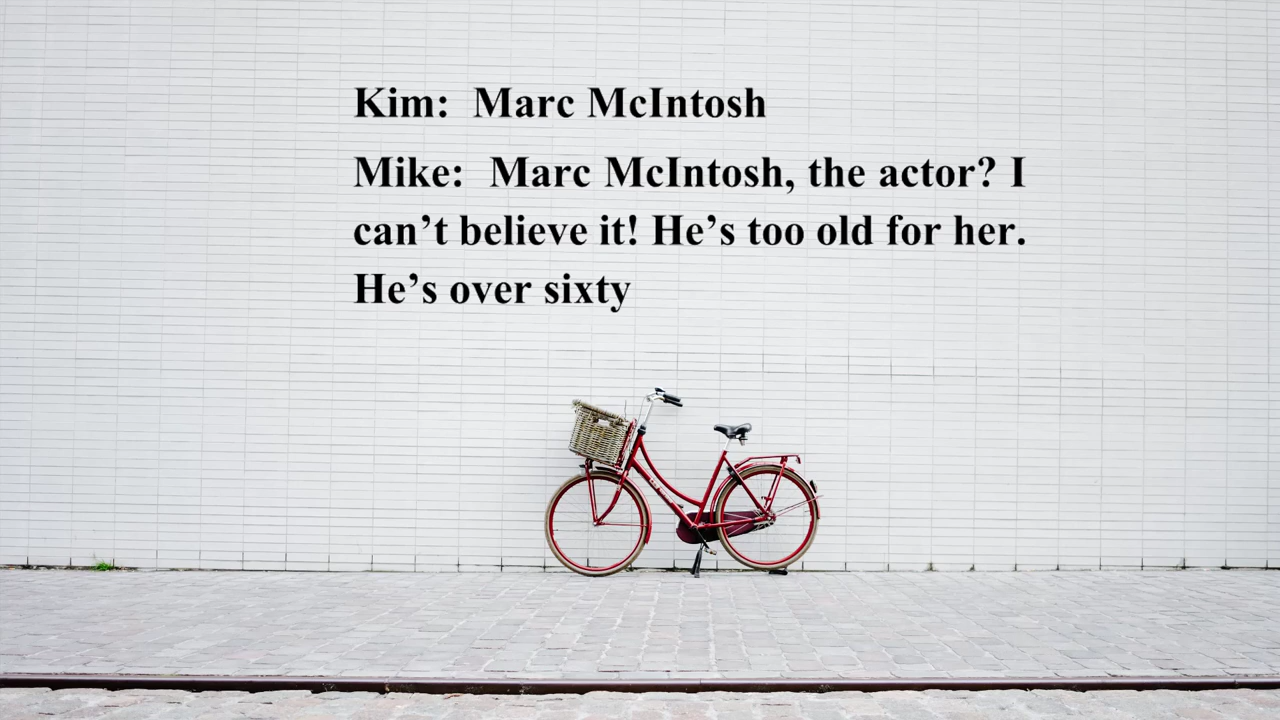 Kim:  Marc McIntosh
Mike:  Marc McIntosh, the actor? I
can’t believe it! He’s too old for her.
He’s over sixty